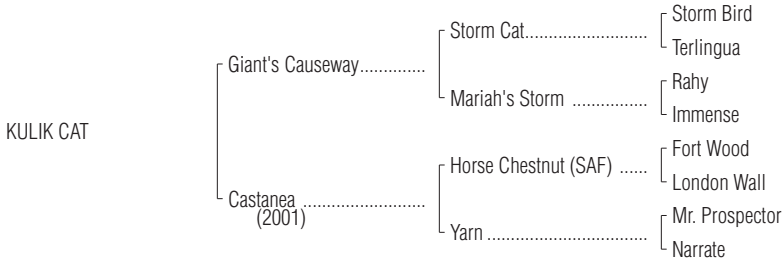 Storm Bird
Storm Cat..............................
Terlingua
Giant's Causeway..............
Rahy
Mariah's Storm ..................
Immense
KULIK CAT
Fort Wood
Horse Chestnut (SAF) ......
London Wall
Castanea ..............................
(2001)
Mr. Prospector
Yarn .......................................
Narrate